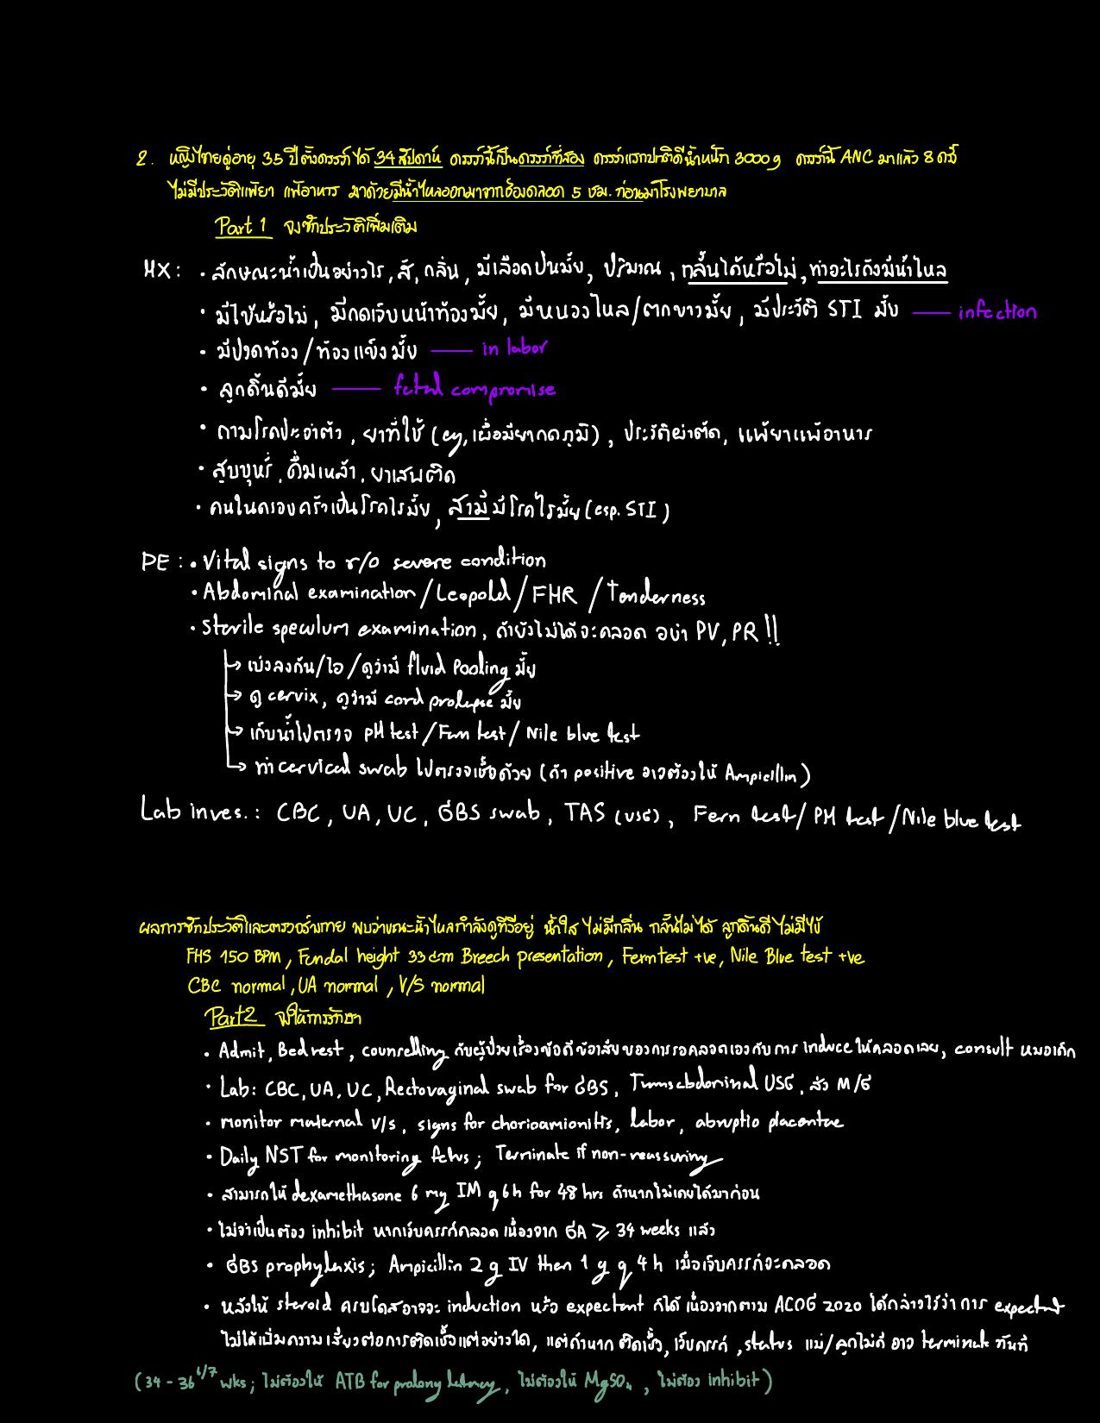 2. หญิงไทยคู่อายุ 35 ปี ตั้งครรภ์ได้ 34 สัปดาห์ ครรภ์นี้เป็นครรภ์ที่สอง ครรภ์แรกปกติดีน้ำหนัก 3000 g ครรภ์นี้ ANC มาแล้ว 8 ครั้ง
ไม่มีประวัติแพ้ยา แพ้อาหาร มาด้วยมีน้ำไหลออกมาจากช่องคลอด 5 ชม. ก่อนมาโรงพยาบาล
Part 1 จงซักประวัติเพิ่มเติม
HX : • ลักษณะน้ำเป็นอย่างไร, สี, กลิ่น, มีเลือดปนมั้ย, ปริมาณ, กลั้นได้หรือไม่, ทำอะไรถึงมีน้ำไหล
• มีไข้หรือไม่, มีกดเจ็บหน้าท้องมั้ย, มีหนองไหล/ตกขาวมั้ย, มีประวัติ STI มั้ย — infection
• มีปวดท้อง/ท้องแข็งมั้ย — in labor
• ลูกดิ้นดีมั้ย — fetal compromise
• ถามโรคประจำตัว, ยาที่ใช้ (eg, เผื่อมียากดภูมิ), ประวัติผ่าตัด, แพ้ยาแพ้อาหาร
• สูบบุหรี่, ดื่มเหล้า, ยาเสพติด
• คนในครอบครัวเป็นโรคไรมั้ย, สามีมีโรคไรมั้ย (esp. STI)
PE : • Vital signs to r/o severe condition
• Abdominal examination/Leopold/FHR/Tenderness
• Sterile speculum examination, ถ้ายังไม่ได้จะคลอด อย่า PV, PR !!
↳ เบ่งลงก้น/ไอ/ดูว่ามี fluid pooling มั้ย
↳ ดู cervix, ดูว่ามี cord prolapse มั้ย
↳ เก็บน้ำไปตรวจ pH test/Fern test/Nile blue test
↳ ทำ cervical swab ไปตรวจเชื้อด้วย (ถ้า positive อาจต้องให้ Ampicillin)
Lab inves.: CBC, UA, UC, GBS swab, TAS (USG), Fern test/PH test/Nile blue test
ผลการซักประวัติและตรวจร่างกาย พบว่าขณะน้ำไหลกำลังดูทีวีอยู่ น้ำใส ไม่มีกลิ่น กลั้นไม่ได้ ลูกดิ้นดี ไม่มีไข้
FHS 150 BPM, Fundal height 33 cm Breech presentation, Fern test +ve, Nile Blue test +ve
CBC normal, UA normal, V/S normal
Part 2 จงให้การรักษา
• Admit, Bed rest, counselling กับผู้ป่วยเรื่องข้อดีข้อเสียของการรอคลอดเองกับการ induce ให้คลอดเลย, consult หมอเด็ก
• Lab: CBC, UA, UC, Rectovaginal swab for GBS, Transabdominal USG, ส่ง M/G
• monitor maternal v/s, signs for chorioamionitis, labor, abruptio placentae
• Daily NST for monitoring fetus; Terminate if non-reassuring
• สามารถให้ dexamethasone 6 mg IM q 6 h for 48 hrs ถ้าหากไม่เคยได้มาก่อน
• ไม่จำเป็นต้อง inhibit หากเจ็บครรภ์คลอด เนื่องจาก GA ≥ 34 weeks แล้ว
• GBS prophylaxis; Ampicillin 2 g IV then 1 g q 4 h เมื่อเจ็บครรภ์จะคลอด
• หลังให้ steroid ครบโดสอาจจะ induction หรือ expectant ก็ได้ เนื่องจากตาม ACOG 2020 ได้กล่าวไว้ว่าการ expectant
ไม่ได้เพิ่มความเสี่ยงต่อการติดเชื้อแต่อย่างใด, แต่ถ้าหาก ติดเชื้อ, เจ็บครรภ์, status แม่/ลูกไม่ดี อาจ terminate ทันที
(34 - 36 6/7 wks; ไม่ต้องให้ ATB for prolong latency, ไม่ต้องให้ MgSO4, ไม่ต้อง inhibit)